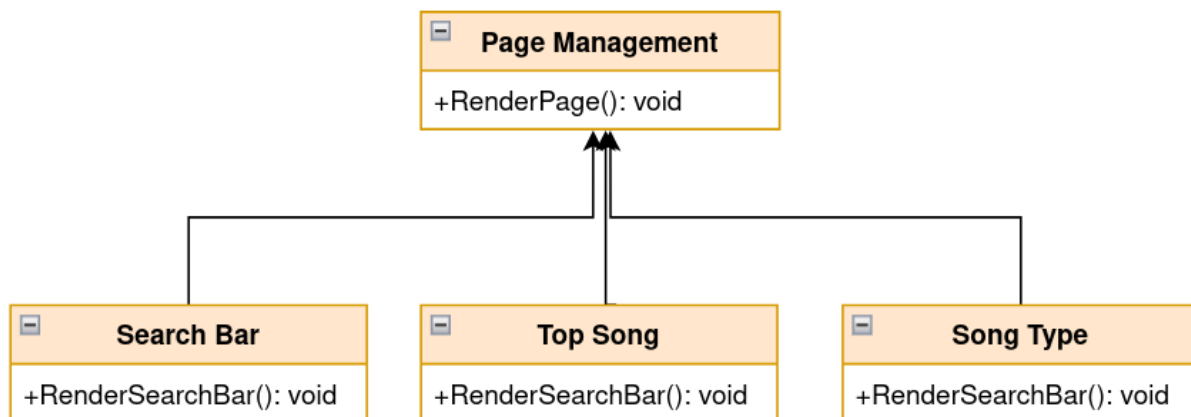 Page Management
+RenderPage(): void
Search Bar
+RenderSearchBar(): void
Top Song
+RenderSearchBar(): void
Song Type
+RenderSearchBar(): void